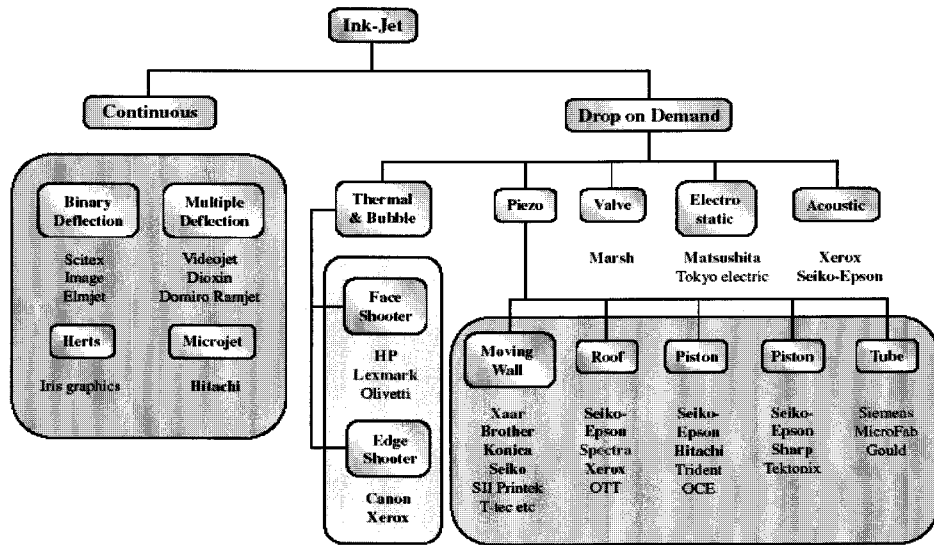 Ink-Jet
Continuous
Drop on Demand
Binary
Deflection
Scitex
Image
Elmjet
Multiple
Deflection
Videojet
Dioxin
Domiro Ramjet
Herts
Iris graphics
Microjet
Hitachi
Thermal
& Bubble
Face
Shooter
HP
Lexmark
Olivetti
Edge
Shooter
Canon
Xerox
Piezo
Valve
Marsh
Electro
static
Matsushita
Tokyo electric
Acoustic
Xerox
Seiko-Epson
Moving
Wall
Xaar
Brother
Konica
Seiko
SII Printek
T-tec etc
Roof
Seiko-
Epson
Spectra
Xerox
OTT
Piston
Seiko-
Epson
Hitachi
Trident
OCE
Piston
Seiko-
Epson
Sharp
Tektonix
Tube
Siemens
MicroFab
Gould